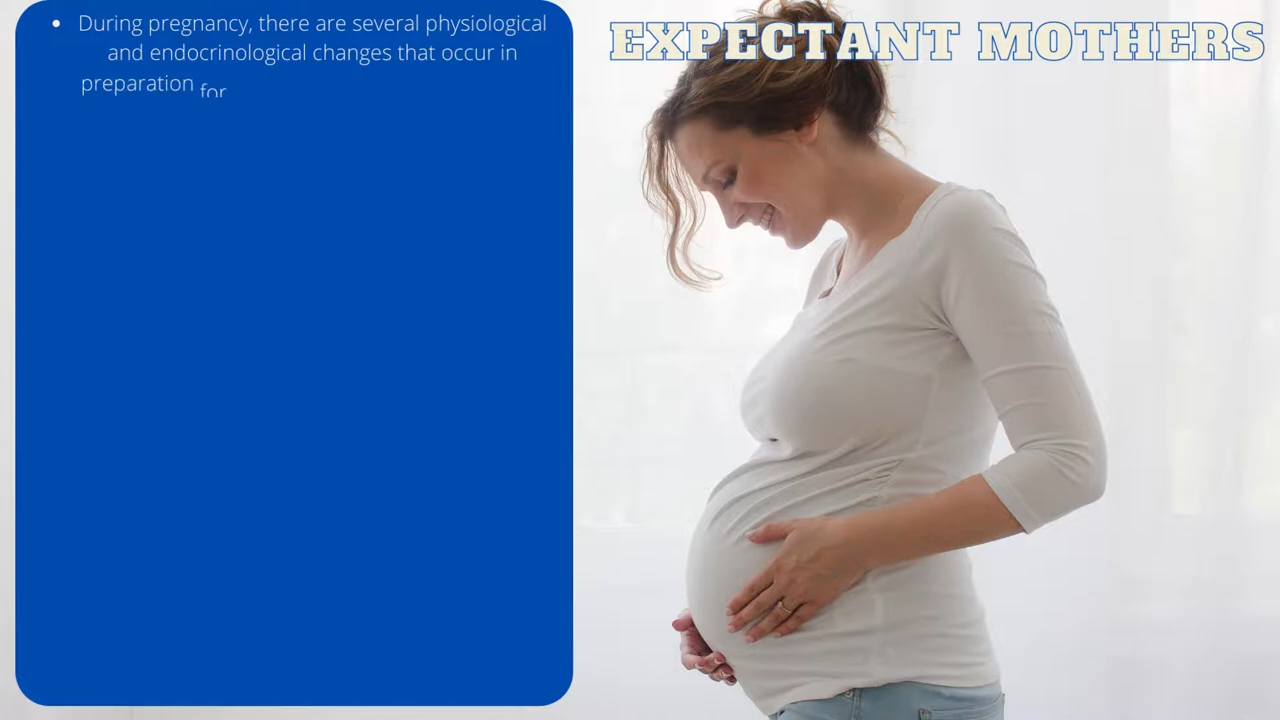 EXPECTANT MOTHERS
• During pregnancy, there are several physiological
and endocrinological changes that occur in
preparation for